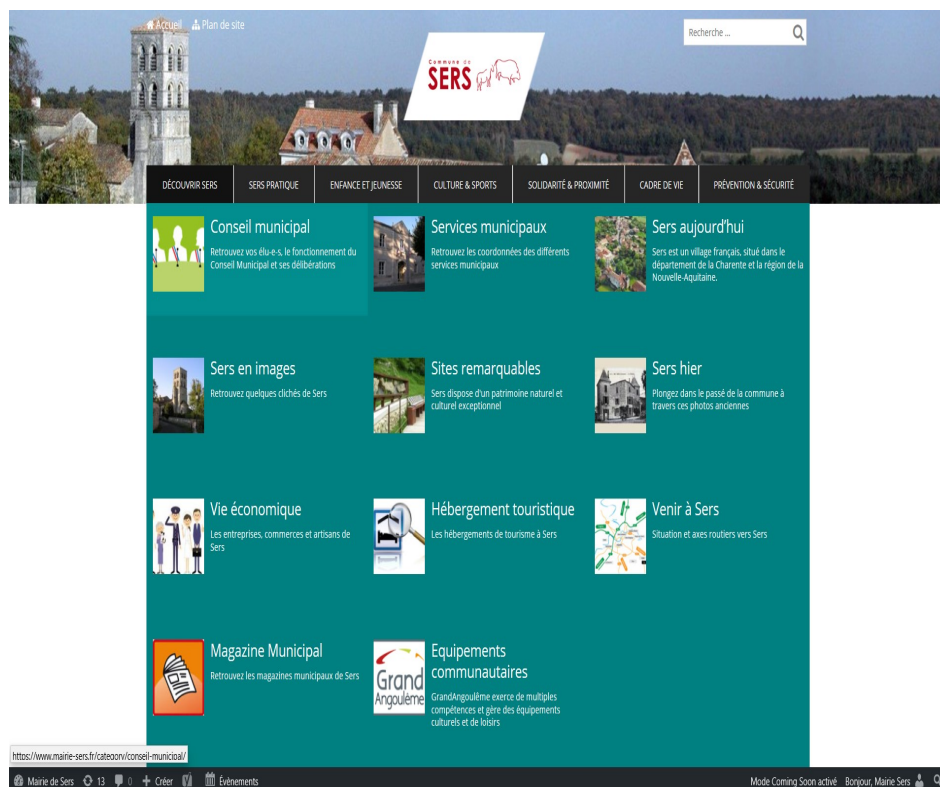 Accueil
Plan de site
Recherche ...
Commune de
SERS
DÉCOUVRIR SERS
SERS PRATIQUE
ENFANCE ET JEUNESSE
CULTURE & SPORTS
SOLIDARITÉ & PROXIMITÉ
CADRE DE VIE
PRÉVENTION & SÉCURITÉ
Conseil municipal
Retrouvez vos élu-e-s, le fonctionnement du
Conseil Municipal et ses délibérations
Services municipaux
Retrouvez les coordonnées des différents
services municipaux
Sers aujourd'hui
Sers est un village français, situé dans le
département de la Charente et la région de la
Nouvelle-Aquitaine.
Sers en images
Retrouvez quelques clichés de Sers
Sites remarquables
Sers dispose d'un patrimoine naturel et
culturel exceptionnel
Sers hier
Plongez dans le passé de la commune à
travers ces photos anciennes
Vie économique
Les entreprises, commerces et artisans de
Sers
Hébergement touristique
Les hébergements de tourisme à Sers
Venir à Sers
Situation et axes routiers vers Sers
Magazine Municipal
Retrouvez les magazines municipaux de Sers
Grand
Angoulême
Equipements
communautaires
GrandAngoulême exerce de multiples
compétences et gère des équipements
culturels et de loisirs
https://www.mairie-sers.fr/category/conseil-municipal/
Mairie de Sers
13
0
Créer
Évènements
Mode Coming Soon activé
Bonjour, Mairie Sers